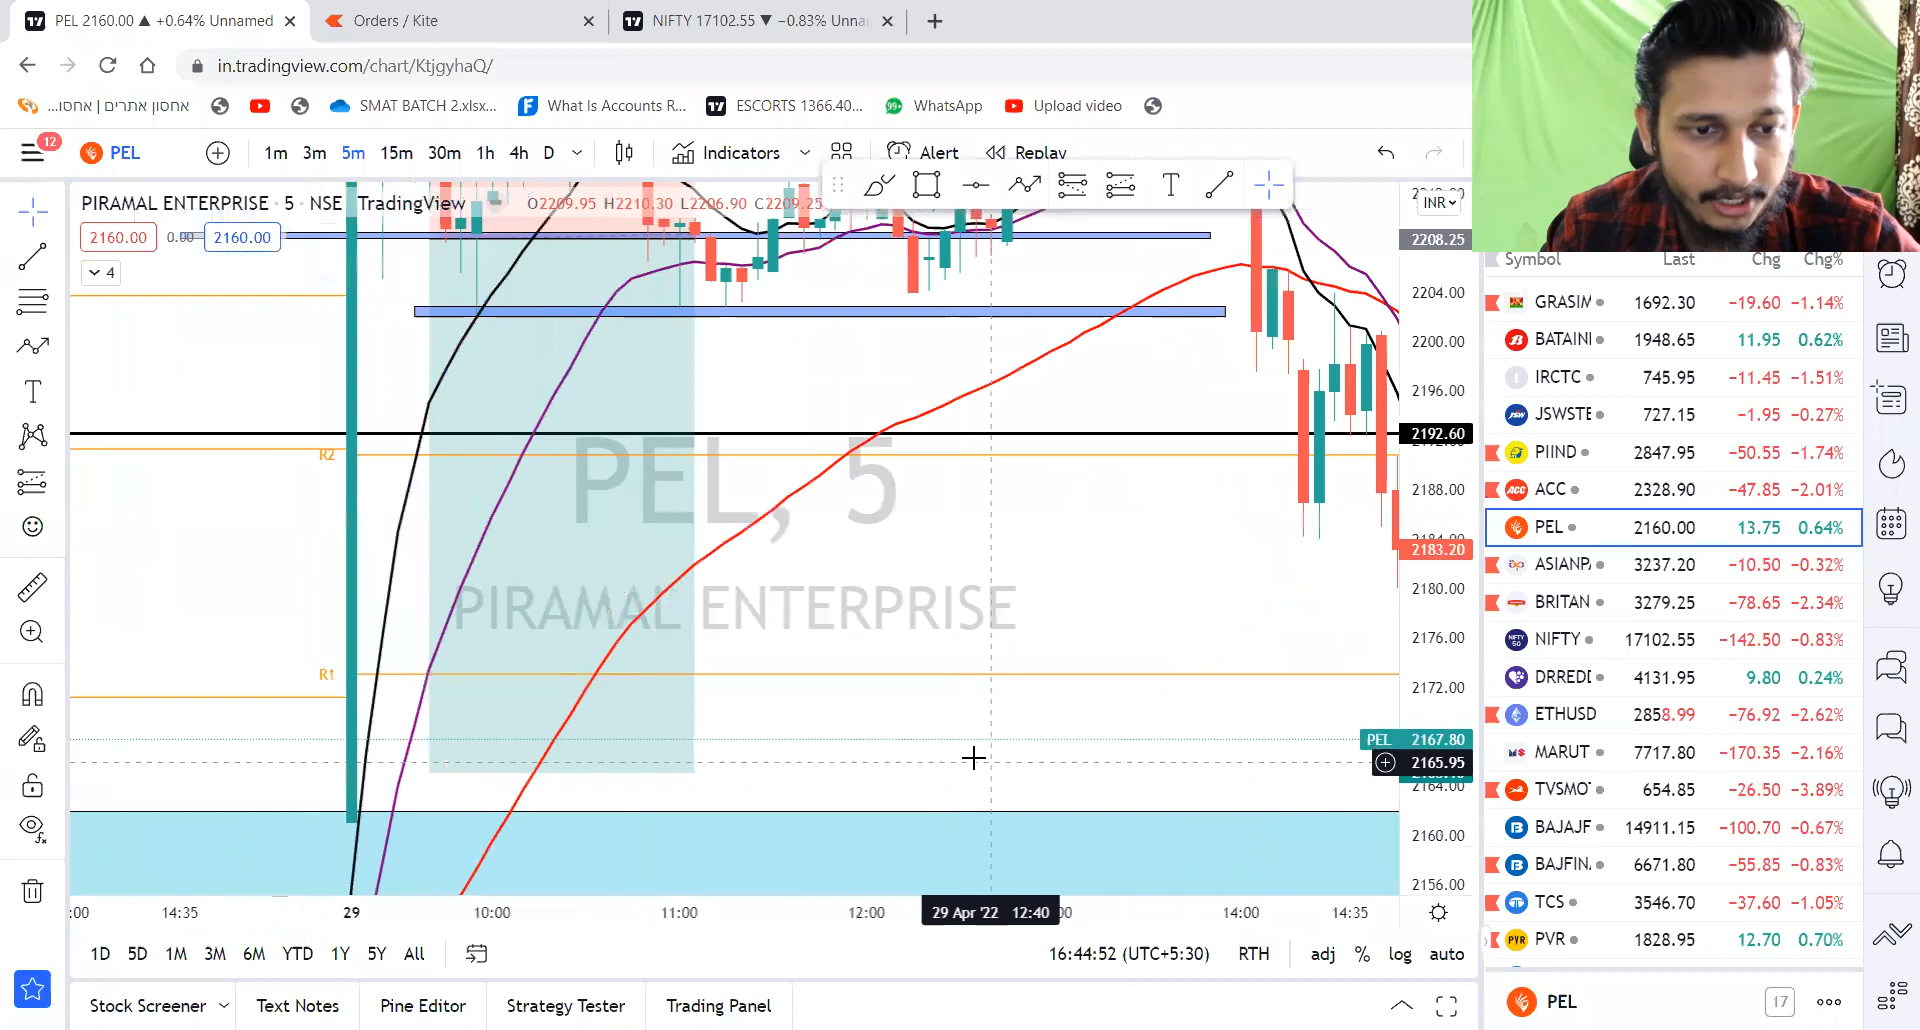 PEL 2160.00 ▲ +0.64% Unnamed
Orders / Kite
NIFTY 17102.55 ▼ −0.83% Unna
in.tradingview.com/chart/KtjgyhaQ/
אחסון אתרים | אחסו...
SMAT BATCH 2.xlsx...
What Is Accounts R...
ESCORTS 1366.40...
99+ WhatsApp
Upload video
12
PEL
1m 3m 5m 15m 30m 1h 4h D
Indicators
Alert
Replay
PIRAMAL ENTERPRISE · 5 · NSE TradingView
O2209.95 H2210.30 L2206.90 C2209.25
INR
2160.00 0.00 2160.00
4
2208.25
2204.00
2200.00
2196.00
2192.60
R2
2188.00
2183.20
2180.00
2176.00
R1
2172.00
PEL 2167.80
2165.95
2164.00
2160.00
2156.00
PEL, 5
PIRAMAL ENTERPRISE
:00 14:35 29 10:00 11:00 12:00 29 Apr '22 12:40 14:00 14:35
1D 5D 1M 3M 6M YTD 1Y 5Y All
16:44:52 (UTC+5:30) RTH adj % log auto
Stock Screener
Text Notes
Pine Editor
Strategy Tester
Trading Panel
Symbol Last Chg Chg%
GRASIM 1692.30 −19.60 −1.14%
BATAINI 1948.65 11.95 0.62%
IRCTC 745.95 −11.45 −1.51%
JSWSTE 727.15 −1.95 −0.27%
PIIND 2847.95 −50.55 −1.74%
ACC 2328.90 −47.85 −2.01%
PEL 2160.00 13.75 0.64%
ASIANPA 3237.20 −10.50 −0.32%
BRITAN 3279.25 −78.65 −2.34%
NIFTY 17102.55 −142.50 −0.83%
DRREDD 4131.95 9.80 0.24%
ETHUSD 2858.99 −76.92 −2.62%
MARUT 7717.80 −170.35 −2.16%
TVSMOT 654.85 −26.50 −3.89%
BAJAJF 14911.15 −100.70 −0.67%
BAJFIN 6671.80 −55.85 −0.83%
TCS 3546.70 −37.60 −1.05%
PVR 1828.95 12.70 0.70%
PEL
17